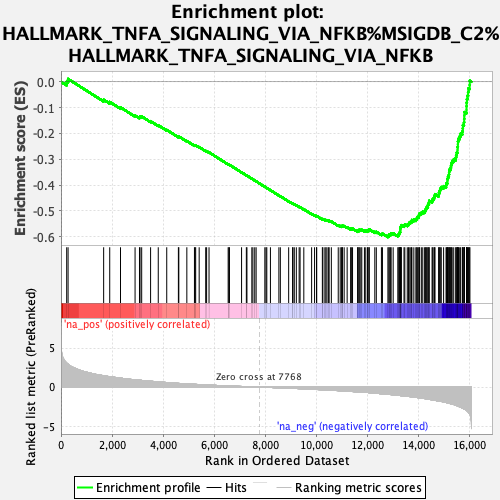 Enrichment plot:
HALLMARK_TNFA_SIGNALING_VIA_NFKB%MSIGDB_C2%
HALLMARK_TNFA_SIGNALING_VIA_NFKB
Enrichment score (ES)
0.0
-0.1
-0.2
-0.3
-0.4
-0.5
-0.6
'na_pos' (positively correlated)
Ranked list metric (PreRanked)
5
0
-5
Zero cross at 7768
'na_neg' (negatively correlated)
0
2,000
4,000
6,000
8,000
10,000
12,000
14,000
16,000
Rank in Ordered Dataset
Enrichment profile
Hits
Ranking metric scores